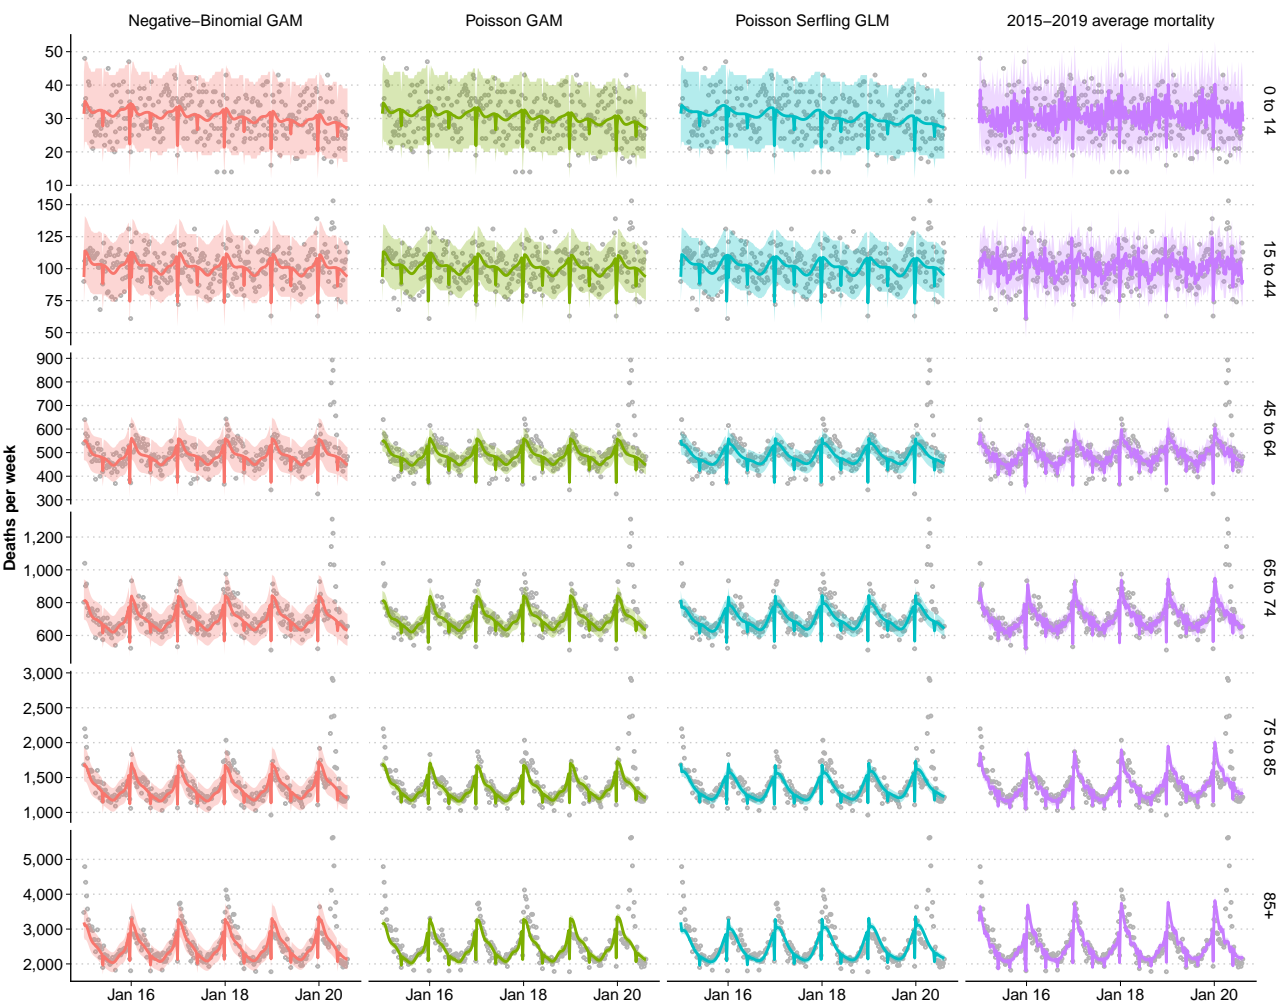 Negative−Binomial GAM
Poisson GAM
Poisson Serfling GLM
2015−2019 average mortality
50
40
30
20
10
0 to 14
150
125
100
75
50
15 to 44
900
800
700
600
500
400
300
45 to 64
Deaths per week
1,200
1,000
800
600
65 to 74
3,000
2,500
2,000
1,500
1,000
75 to 85
5,000
4,000
3,000
2,000
85+
Jan 16
Jan 18
Jan 20
Jan 16
Jan 18
Jan 20
Jan 16
Jan 18
Jan 20
Jan 16
Jan 18
Jan 20